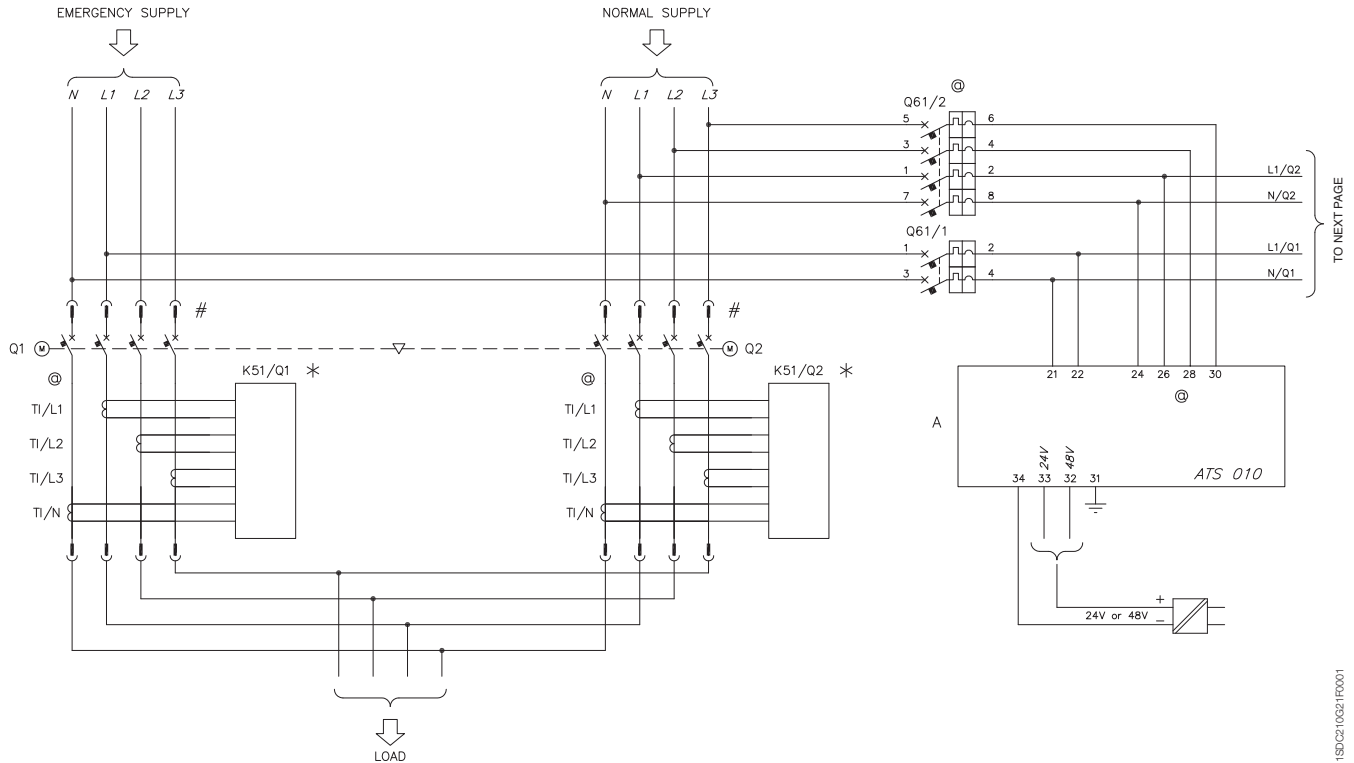 EMERGENCY SUPPLY
NORMAL SUPPLY
N L1 L2 L3
N L1 L2 L3
@
Q61/2
5 6
3 4
1 2 L1/Q2
7 8 N/Q2
Q61/1
1 2 L1/Q1
3 4 N/Q1
TO NEXT PAGE
#
#
Q1 M
M Q2
@
K51/Q1 *
@
K51/Q2 *
TI/L1
TI/L2
TI/L3
TI/N
TI/L1
TI/L2
TI/L3
TI/N
21 22 24 26 28 30
@
A
24V 48V
ATS 010
34 33 32 31
+
24V or 48V –
LOAD
1SDC210G21F0001